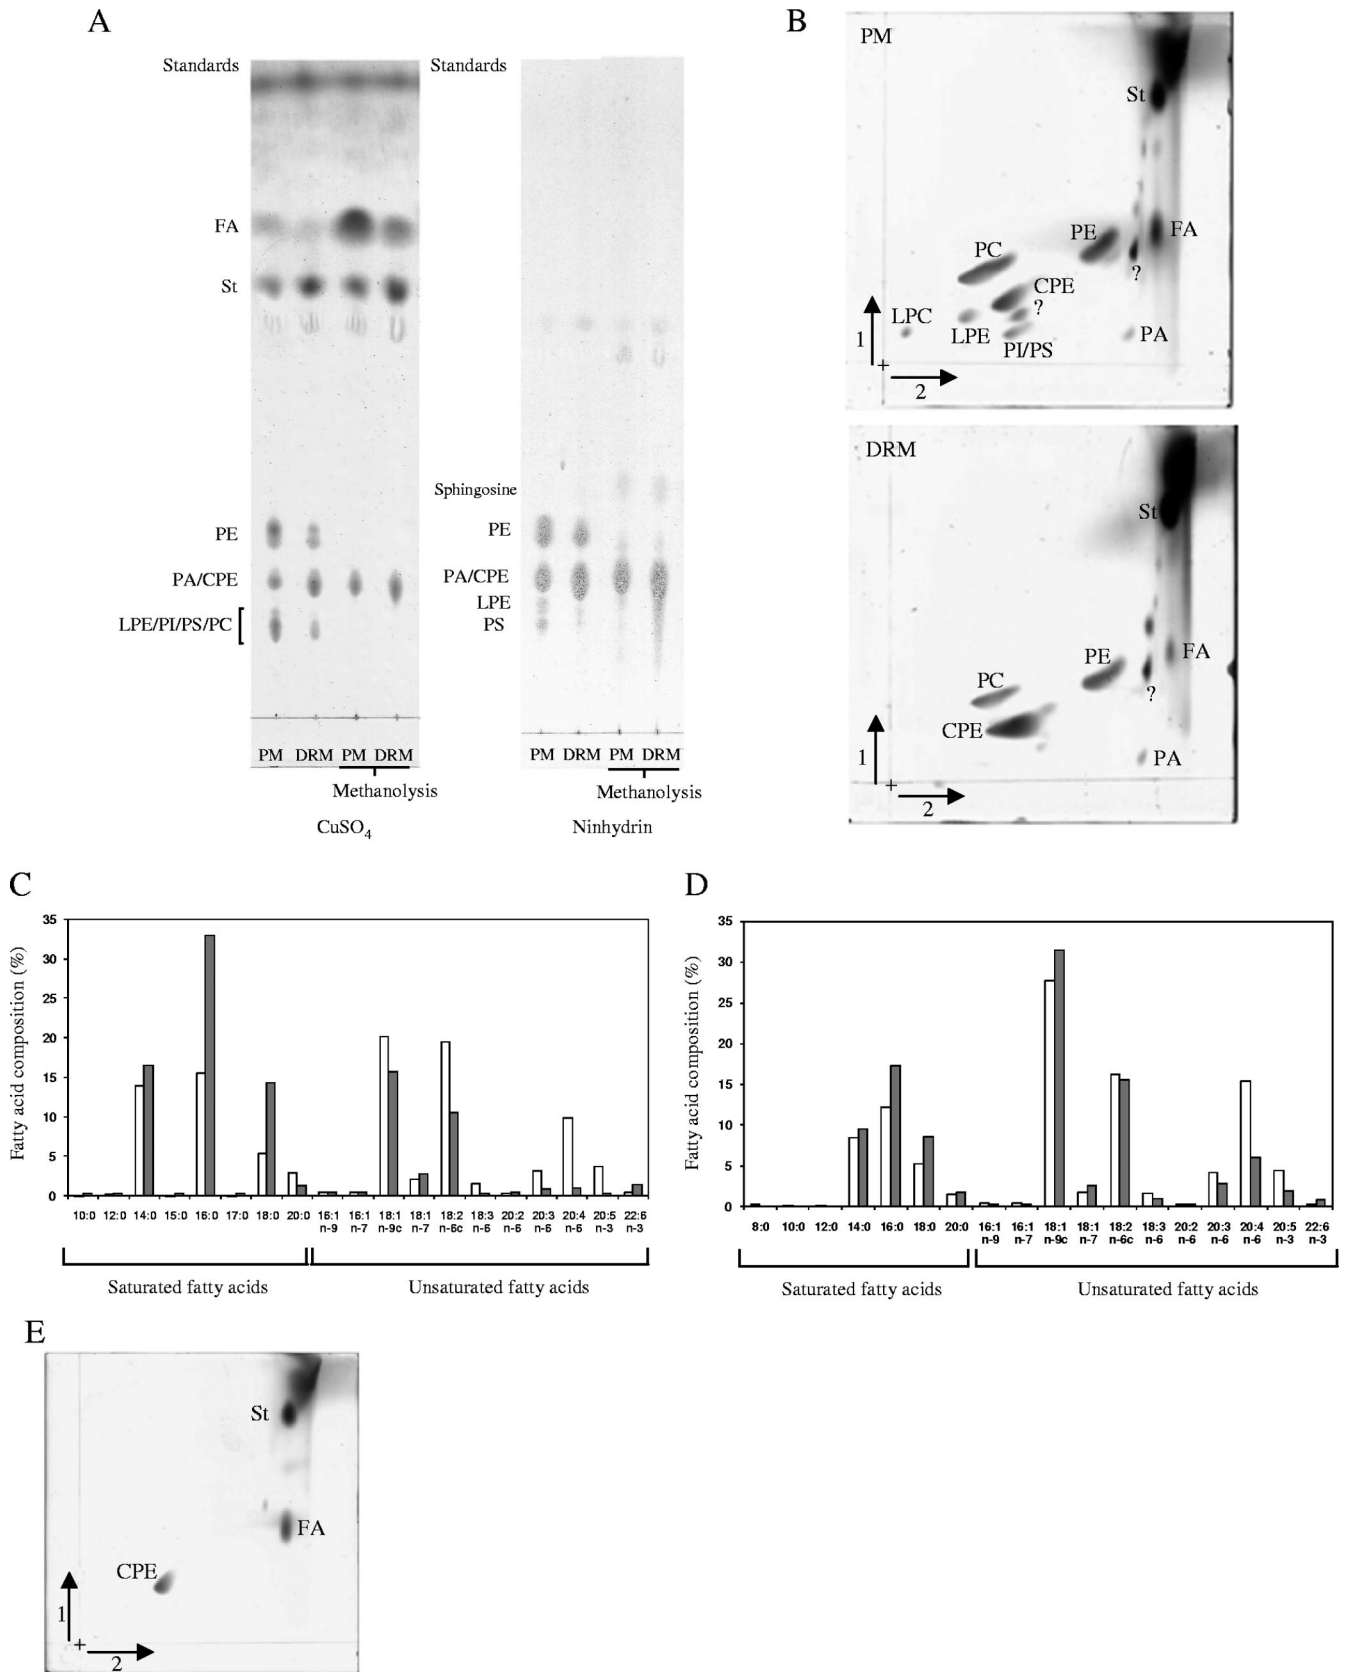 A
B
Standards
Standards
PM
St
FA
FA
PE
St
PC
?
CPE
?
LPC
LPE
PI/PS
PA
1
+
2
DRM
Sphingosine
St
PE
PE
PA/CPE
PA/CPE
LPE
LPE/PI/PS/PC
PS
PE
FA
PC
?
CPE
PA
1
+
2
PM DRM PM DRM
PM DRM PM DRM
Methanolysis
Methanolysis
CuSO4
Ninhydrin
C
Fatty acid composition (%)
35
30
25
20
15
10
5
0
10:0 12:0 14:0 15:0 16:0 17:0 18:0 20:0 16:1 16:1 18:1 18:1 18:2 18:3 20:2 20:3 20:4 20:5 22:6
n-9 n-7 n-9c n-7 n-6c n-6 n-6 n-6 n-6 n-3 n-3
Saturated fatty acids
Unsaturated fatty acids
D
Fatty acid composition (%)
35
30
25
20
15
10
5
0
8:0 10:0 12:0 14:0 16:0 18:0 20:0 16:1 16:1 18:1 18:1 18:2 18:3 20:2 20:3 20:4 20:5 22:6
n-9 n-7 n-9c n-7 n-6c n-6 n-6 n-6 n-6 n-3 n-3
Saturated fatty acids
Unsaturated fatty acids
E
St
FA
CPE
1
+
2